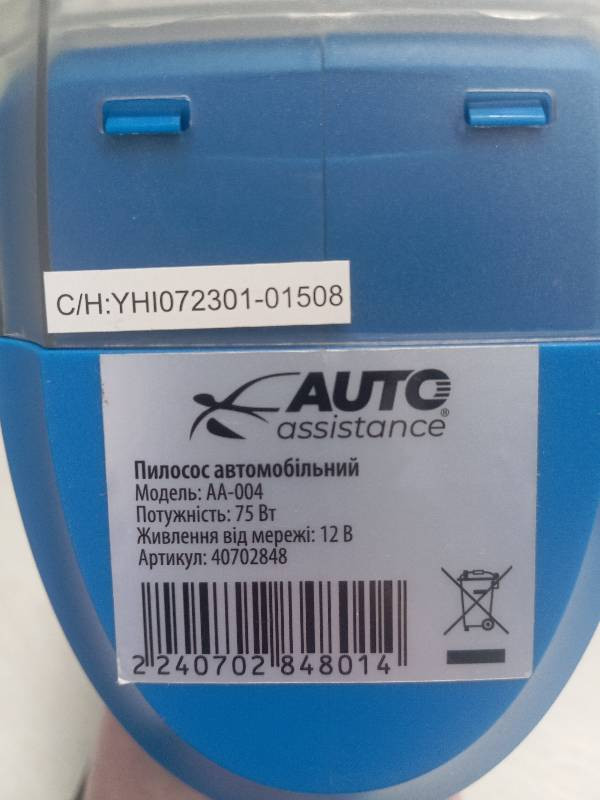 С/Н:YHI072301-01508
AUTO
assistance®
Пилосос автомобільний
Модель: АА-004
Потужність: 75 Вт
Живлення від мережі: 12 В
Артикул: 40702848
2 240702 848014